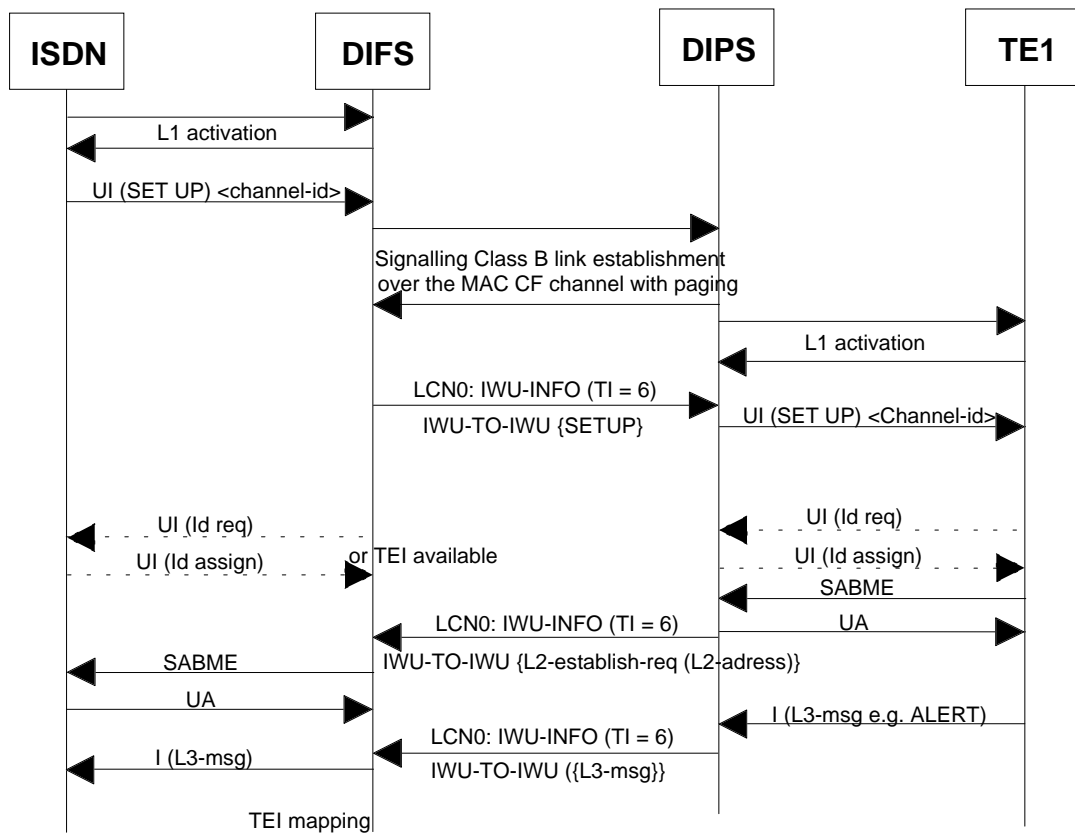 ISDN
DIFS
DIPS
TE1
L1 activation
UI (SET UP) <channel-id>
Signalling Class B link establishment
over the MAC CF channel with paging
L1 activation
LCN0: IWU-INFO (TI = 6)
IWU-TO-IWU {SETUP}
UI (SET UP) <Channel-id>
UI (Id req)
UI (Id req)
UI (Id assign)
or TEI available
UI (Id assign)
SABME
LCN0: IWU-INFO (TI = 6)
UA
SABME
IWU-TO-IWU {L2-establish-req (L2-adress)}
UA
I (L3-msg e.g. ALERT)
LCN0: IWU-INFO (TI = 6)
I (L3-msg)
IWU-TO-IWU ({L3-msg}}
TEI mapping